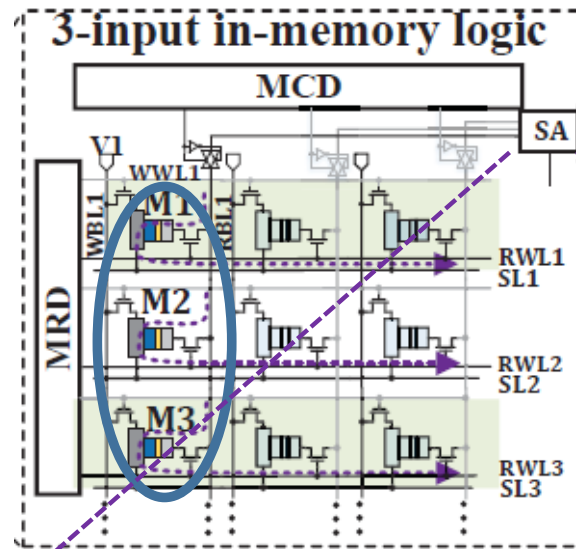 3-input in-memory logic
MCD
SA
V1
WWL1
WBL1
M1
RBL1
RWL1
SL1
MRD
M2
RWL2
SL2
M3
RWL3
SL3